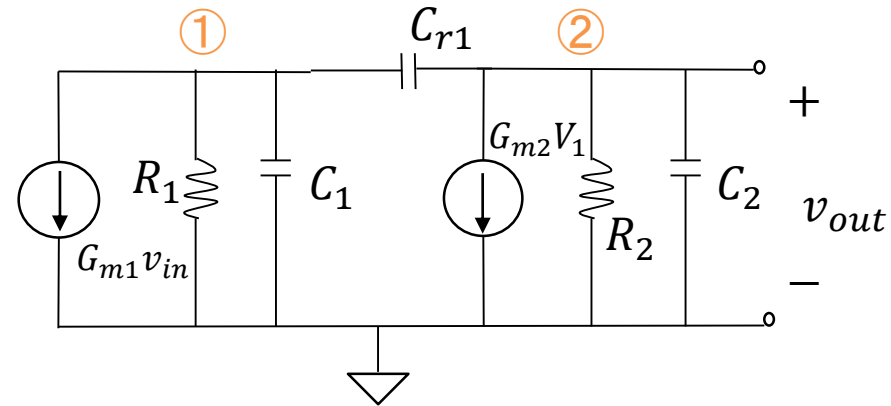 ①
C_{r1}
②
+
G_{m2}V_1
R_1
C_1
C_2
v_{out}
R_2
G_{m1}v_{in}
−